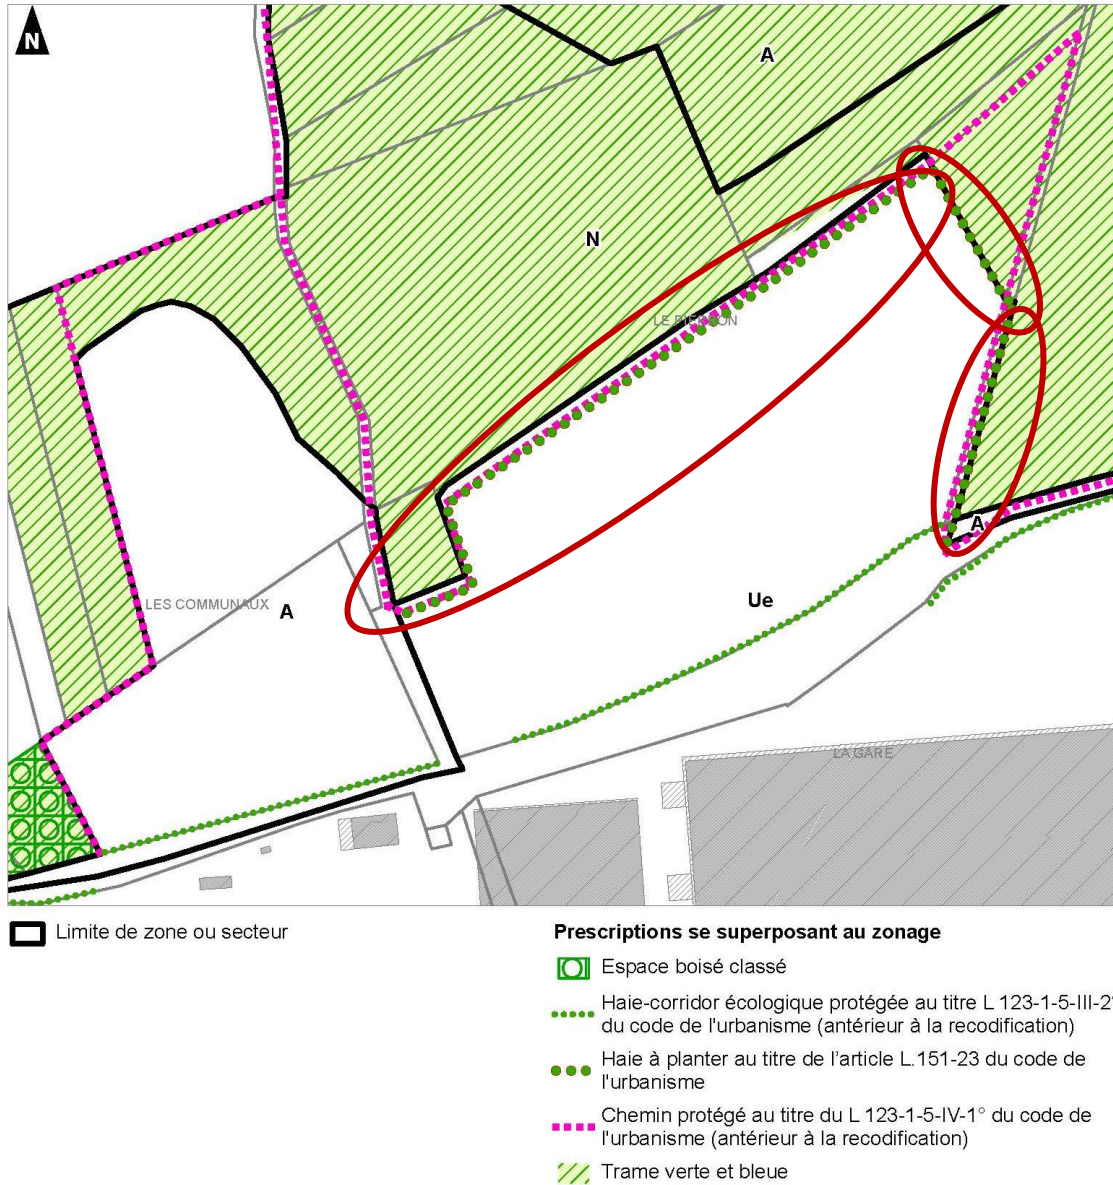 N
A
N
LE PIERRON
LES COMMUNAUX
A
A
Ue
LA GARE
Limite de zone ou secteur
Prescriptions se superposant au zonage
Espace boisé classé
Haie-corridor écologique protégée au titre L 123-1-5-III-2°
du code de l'urbanisme (antérieur à la recodification)
Haie à planter au titre de l'article L.151-23 du code de
l'urbanisme
Chemin protégé au titre du L 123-1-5-IV-1° du code de
l'urbanisme (antérieur à la recodification)
Trame verte et bleue